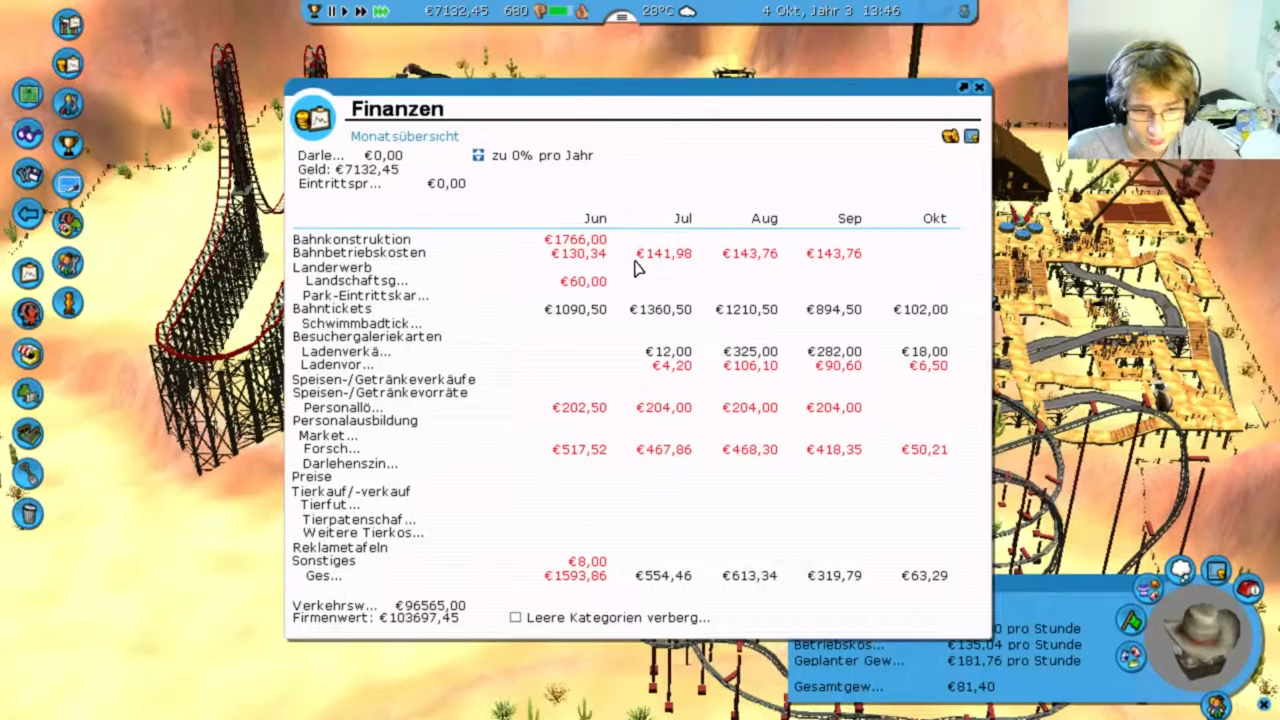 €7132,45 680 28°C 4 Okt, Jahr 3 13:46
Finanzen
Monatsübersicht
Darle... €0,00 zu 0% pro Jahr
Geld: €7132,45
Eintrittspr... €0,00
Jun Jul Aug Sep Okt
Bahnkonstruktion €1766,00
Bahnbetriebskosten €130,34 €141,98 €143,76 €143,76
Landerwerb
Landschaftsg... €60,00
Park-Eintrittskar...
Bahntickets €1090,50 €1360,50 €1210,50 €894,50 €102,00
Schwimmbadtick...
Besuchergaleriekarten
Ladenverkä... €12,00 €325,00 €282,00 €18,00
Ladenvor... €4,20 €106,10 €90,60 €6,50
Speisen-/Getränkeverkäufe
Speisen-/Getränkevorräte
Personallö... €202,50 €204,00 €204,00 €204,00
Personalausbildung
Market...
Forsch... €517,52 €467,86 €468,30 €418,35 €50,21
Darlehenszin...
Preise
Tierkauf/-verkauf
Tierfut...
Tierpatenschaf...
Weitere Tierkos...
Reklametafeln
Sonstiges €8,00
Ges... €1593,86 €554,46 €613,34 €319,79 €63,29
Verkehrsw... €96565,00
Firmenwert: €103697,45 Leere Kategorien verberg...
0 pro Stunde
Betriebskos... €135,04 pro Stunde
Geplanter Gew... €181,76 pro Stunde
Gesamtgew... €81,40